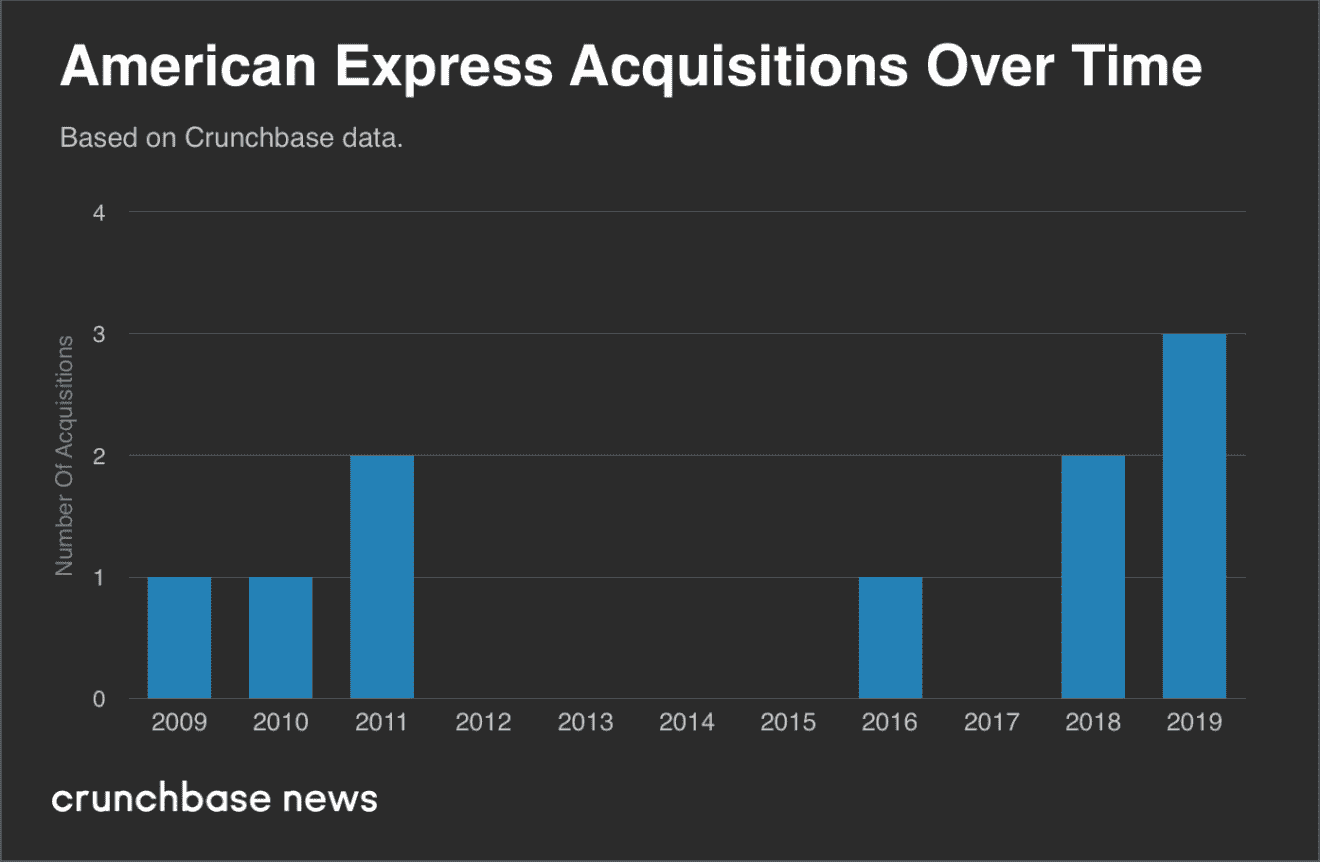 American Express Acquisitions Over Time
Based on Crunchbase data.
4
3
2
1
0
Number Of Acquisitions
2009 2010 2011 2012 2013 2014 2015 2016 2017 2018 2019
crunchbase news